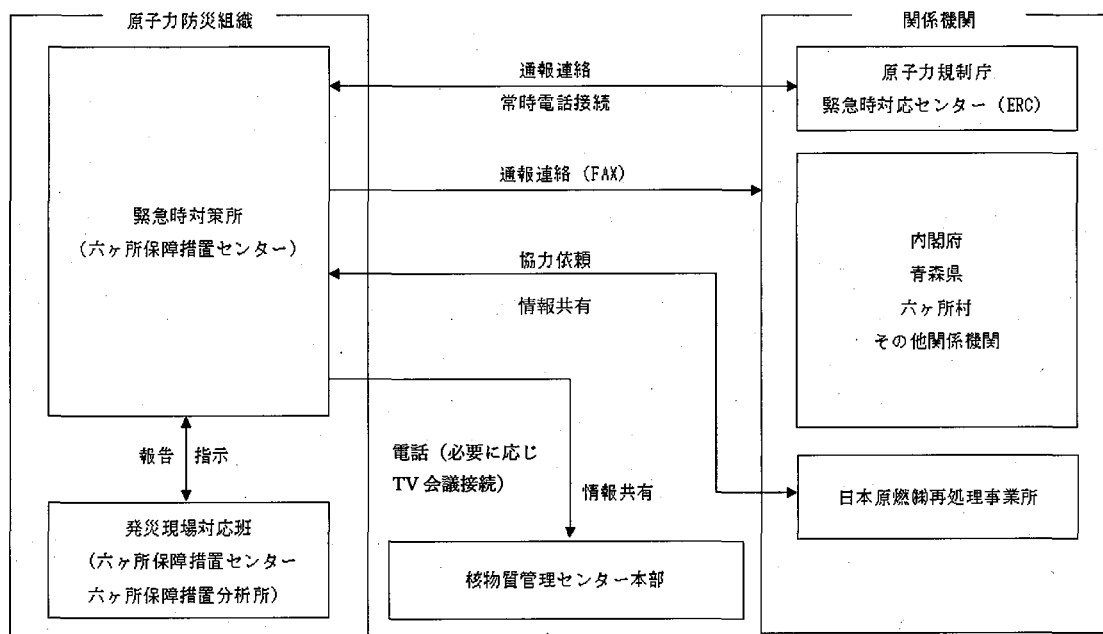 原子力防災組織
関係機関
緊急時対策所
(六ヶ所保障措置センター)
通報連絡
常時電話接続
原子力規制庁
緊急時対応センター (ERC)
通報連絡 (FAX)
内閣府
青森県
六ヶ所村
その他関係機関
協力依頼
情報共有
報告
指示
電話（必要に応じ
TV 会議接続）
情報共有
日本原燃㈱再処理事業所
発災現場対応班
(六ヶ所保障措置センター
六ヶ所保障措置分析所)
核物質管理センター本部